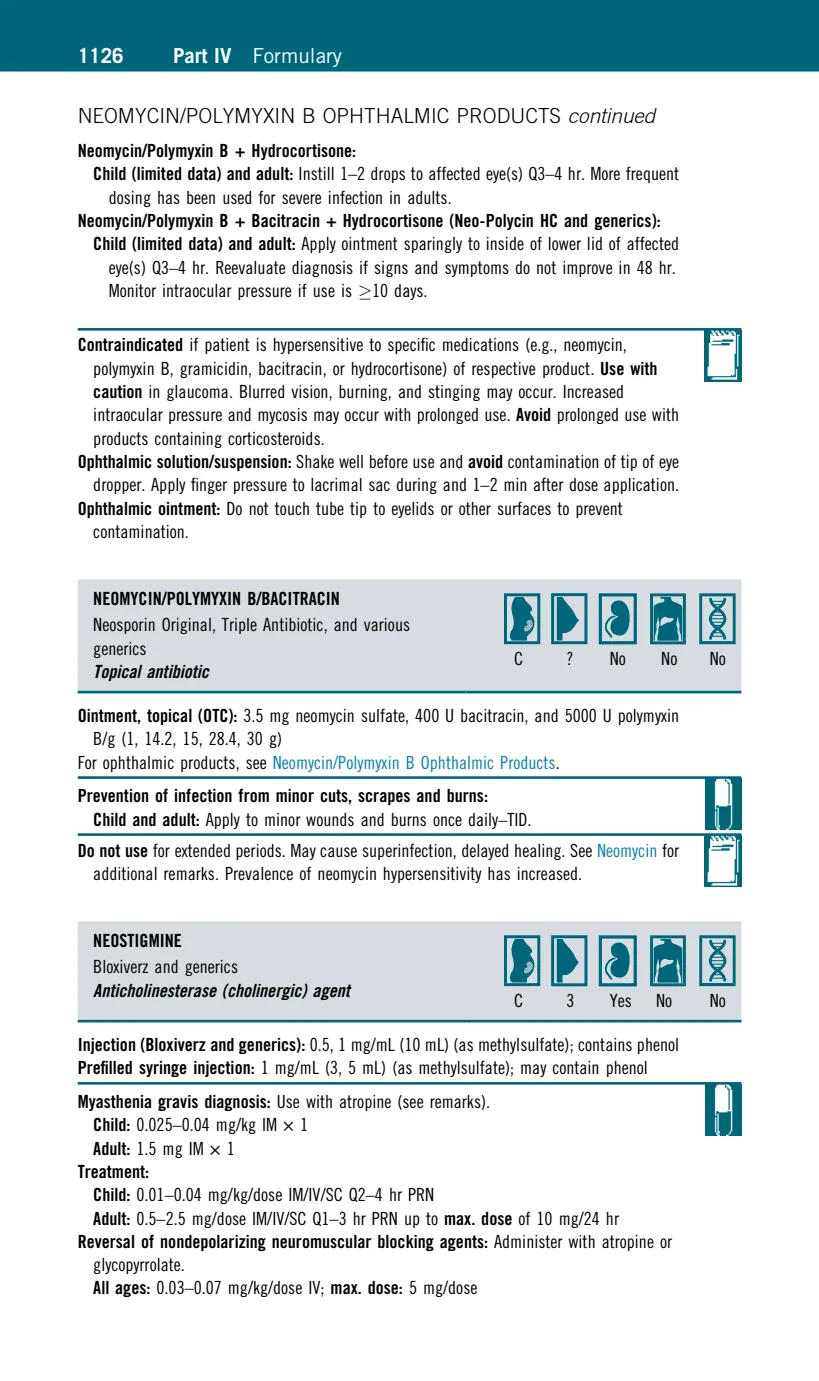 1126 Part IV Formulary
NEOMYCIN/POLYMYXIN B OPHTHALMIC PRODUCTS continued
Neomycin/Polymyxin B + Hydrocortisone:
Child (limited data) and adult: Instill 1–2 drops to affected eye(s) Q3–4 hr. More frequent
dosing has been used for severe infection in adults.
Neomycin/Polymyxin B + Bacitracin + Hydrocortisone (Neo-Polycin HC and generics):
Child (limited data) and adult: Apply ointment sparingly to inside of lower lid of affected
eye(s) Q3–4 hr. Reevaluate diagnosis if signs and symptoms do not improve in 48 hr.
Monitor intraocular pressure if use is ≥10 days.
Contraindicated if patient is hypersensitive to specific medications (e.g., neomycin,
polymyxin B, gramicidin, bacitracin, or hydrocortisone) of respective product. Use with
caution in glaucoma. Blurred vision, burning, and stinging may occur. Increased
intraocular pressure and mycosis may occur with prolonged use. Avoid prolonged use with
products containing corticosteroids.
Ophthalmic solution/suspension: Shake well before use and avoid contamination of tip of eye
dropper. Apply finger pressure to lacrimal sac during and 1–2 min after dose application.
Ophthalmic ointment: Do not touch tube tip to eyelids or other surfaces to prevent
contamination.
NEOMYCIN/POLYMYXIN B/BACITRACIN
Neosporin Original, Triple Antibiotic, and various
generics
Topical antibiotic
C ? No No No
Ointment, topical (OTC): 3.5 mg neomycin sulfate, 400 U bacitracin, and 5000 U polymyxin
B/g (1, 14.2, 15, 28.4, 30 g)
For ophthalmic products, see Neomycin/Polymyxin B Ophthalmic Products.
Prevention of infection from minor cuts, scrapes and burns:
Child and adult: Apply to minor wounds and burns once daily–TID.
Do not use for extended periods. May cause superinfection, delayed healing. See Neomycin for
additional remarks. Prevalence of neomycin hypersensitivity has increased.
NEOSTIGMINE
Bloxiverz and generics
Anticholinesterase (cholinergic) agent
C 3 Yes No No
Injection (Bloxiverz and generics): 0.5, 1 mg/mL (10 mL) (as methylsulfate); contains phenol
Prefilled syringe injection: 1 mg/mL (3, 5 mL) (as methylsulfate); may contain phenol
Myasthenia gravis diagnosis: Use with atropine (see remarks).
Child: 0.025–0.04 mg/kg IM × 1
Adult: 1.5 mg IM × 1
Treatment:
Child: 0.01–0.04 mg/kg/dose IM/IV/SC Q2–4 hr PRN
Adult: 0.5–2.5 mg/dose IM/IV/SC Q1–3 hr PRN up to max. dose of 10 mg/24 hr
Reversal of nondepolarizing neuromuscular blocking agents: Administer with atropine or
glycopyrrolate.
All ages: 0.03–0.07 mg/kg/dose IV; max. dose: 5 mg/dose